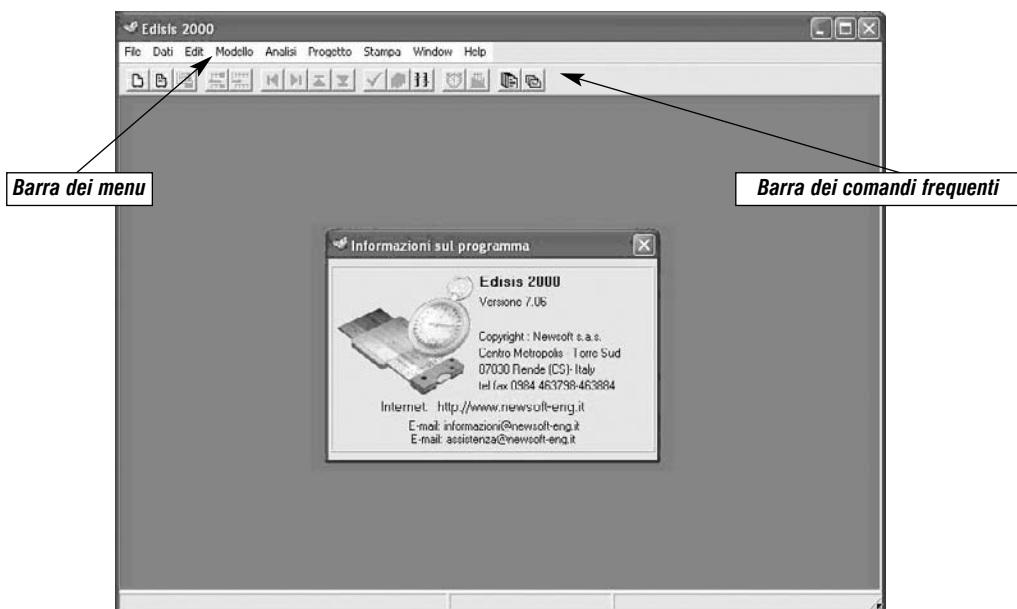 Edisis 2000
File Dati Edit Modello Analisi Progetto Stampa Window Help
Barra dei menu
Barra dei comandi frequenti
Informazioni sul programma
Edisis 2000
Versione 7.06
Copyright : Newsoft s.a.s.
Centro Metropolis - Torre Sud
87030 Rende (CS)- Italy
tel fax 0984 463798-463884
Internet: http://www.newsoft-eng.it
E-mail: informazioni@newsoft-eng.it
E-mail: assistenza@newsoft-eng.it